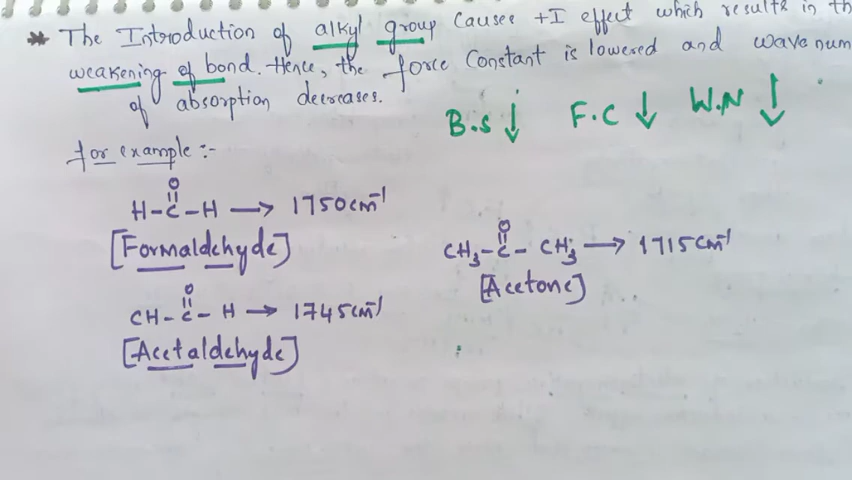 * The Introduction of alkyl group causes +I effect which results in th
weakening of bond. Hence, the force constant is lowered and wave num
of absorption decreases.
B.S ↓ F.C ↓ W.N ↓
for example :-
O
H-C-H → 1750cm⁻¹
[Formaldehyde]
O
CH₃-C-CH₃ → 1715cm⁻¹
[Acetone]
O
CH-C-H → 1745cm⁻¹
[Acetaldehyde]